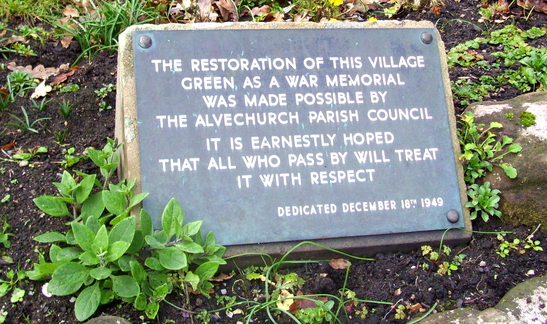 THE RESTORATION OF THIS VILLAGE
GREEN, AS A WAR MEMORIAL
WAS MADE POSSIBLE BY
THE ALVECHURCH PARISH COUNCIL
IT IS EARNESTLY HOPED
THAT ALL WHO PASS BY WILL TREAT
IT WITH RESPECT
DEDICATED DECEMBER 18TH 1949